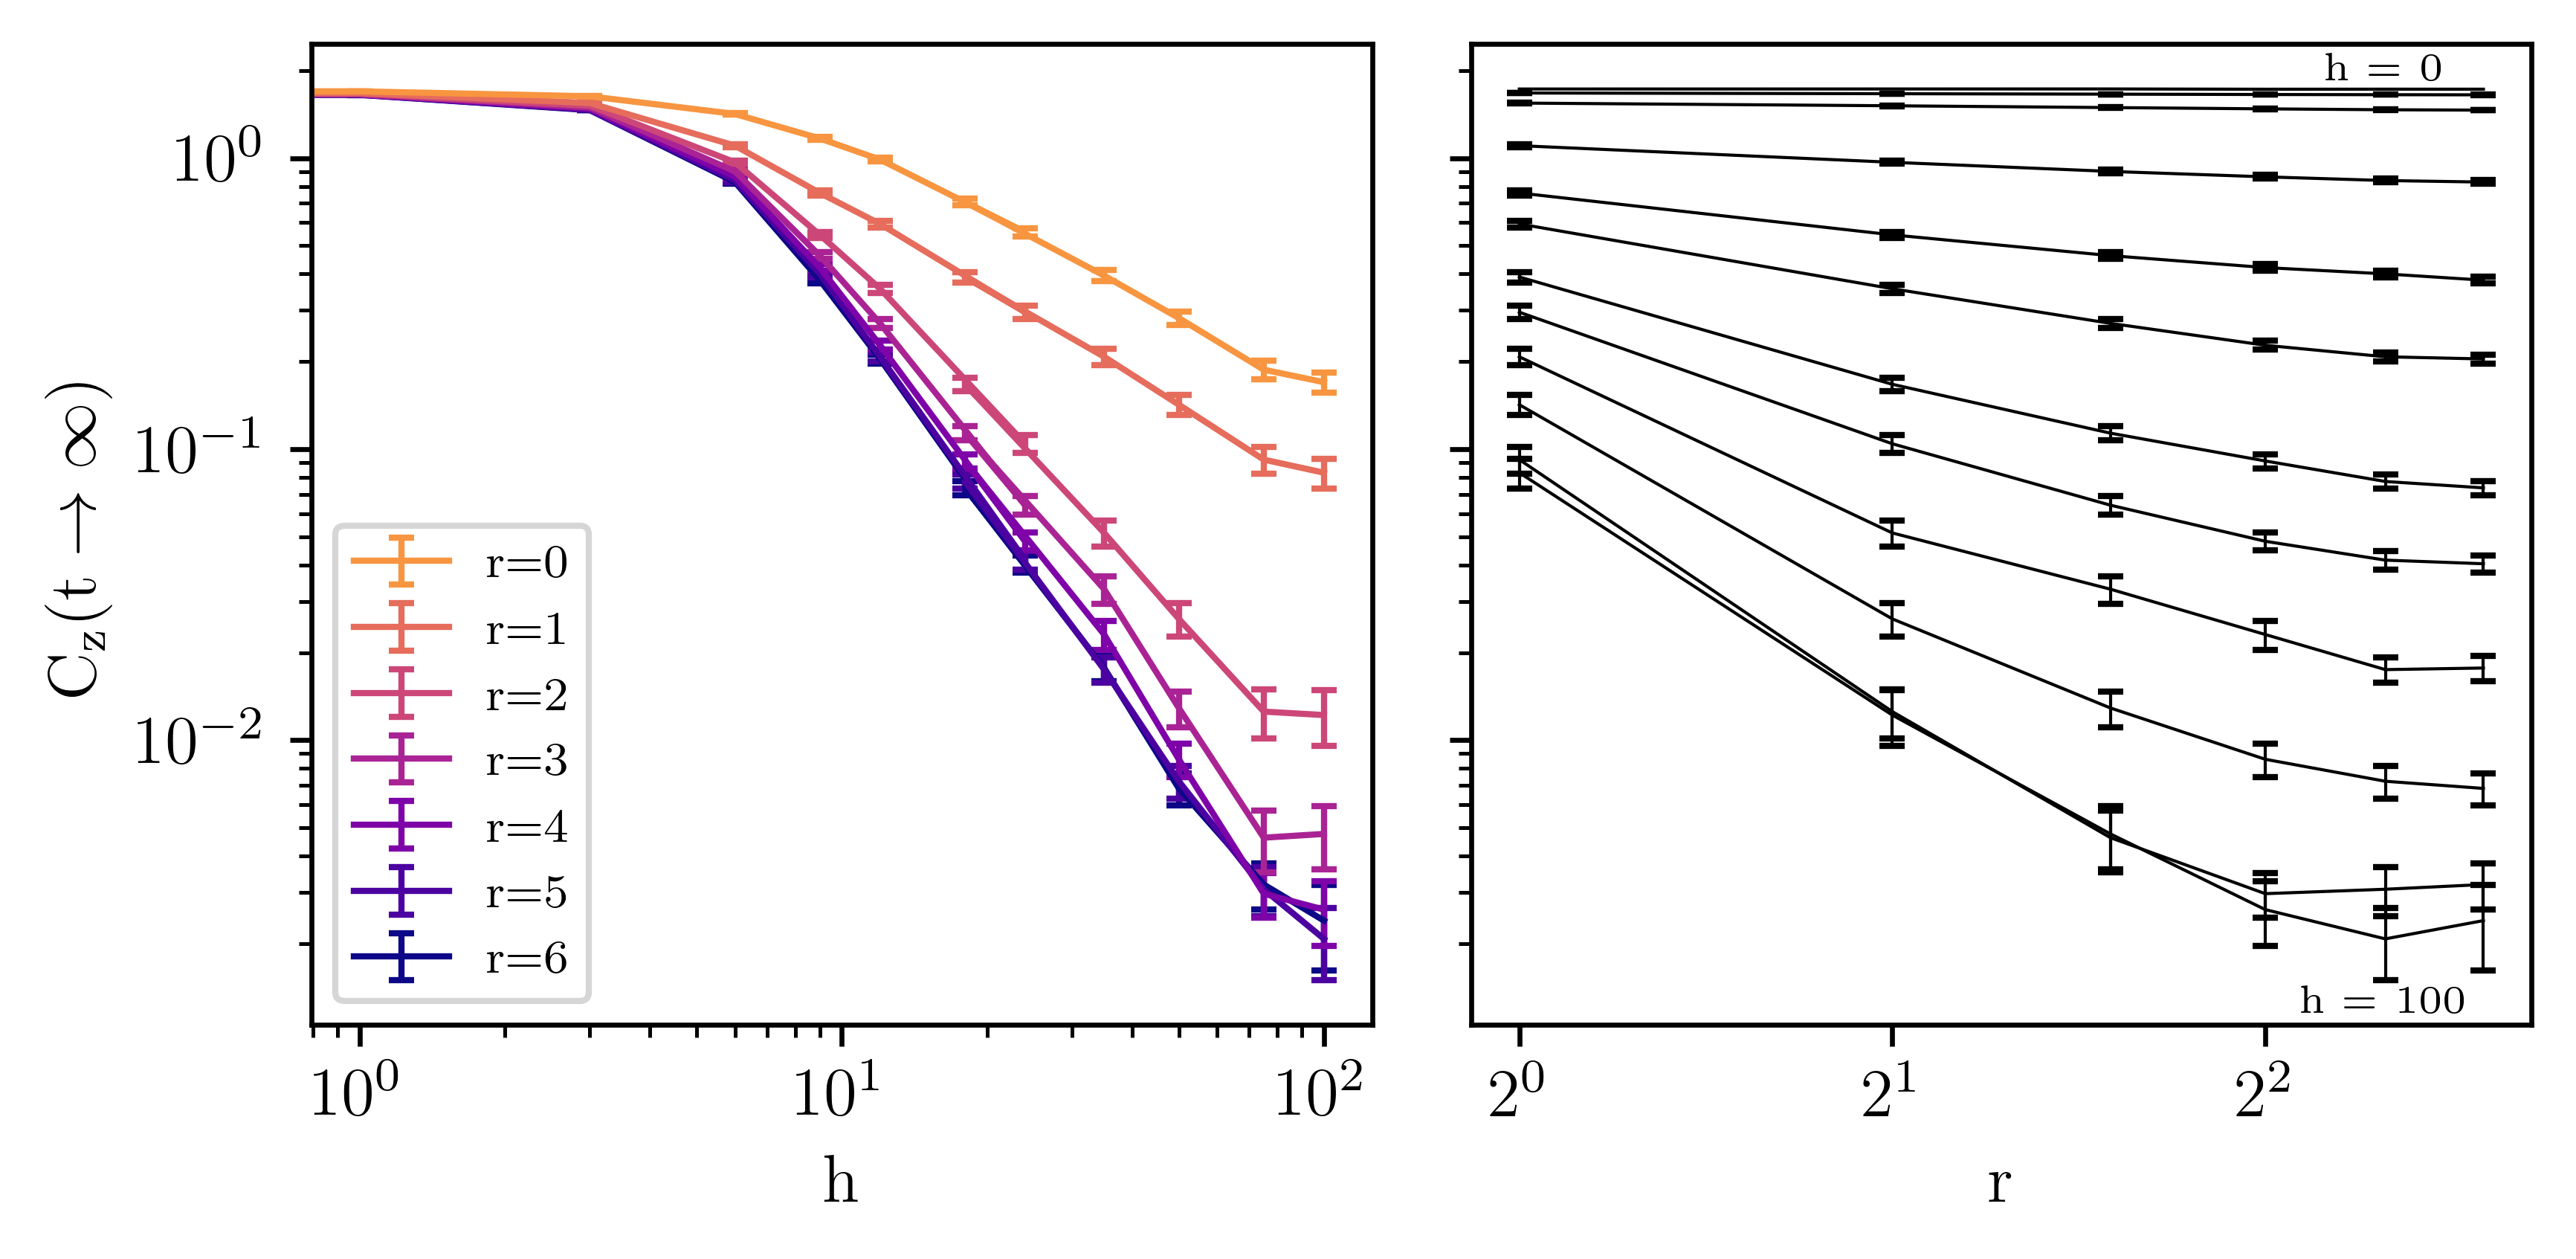 C_z(t → ∞)
10^0
10^{-1}
10^{-2}
r=0
r=1
r=2
r=3
r=4
r=5
r=6
10^0
10^1
10^2
h
h = 0
h = 100
2^0
2^1
2^2
r